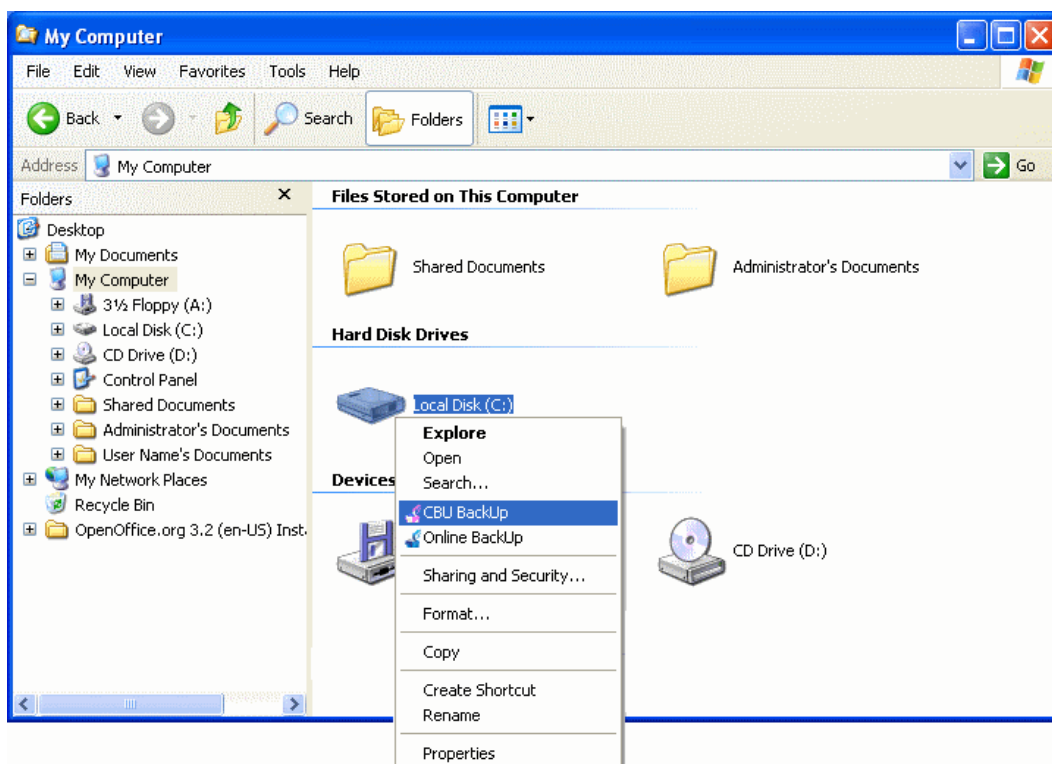 My Computer
File Edit View Favorites Tools Help
Back Search Folders
Address My Computer Go
Folders
Desktop
My Documents
My Computer
3½ Floppy (A:)
Local Disk (C:)
CD Drive (D:)
Control Panel
Shared Documents
Administrator's Documents
User Name's Documents
My Network Places
Recycle Bin
OpenOffice.org 3.2 (en-US) Inst
Files Stored on This Computer
Shared Documents Administrator's Documents
Hard Disk Drives
Local Disk (C:)
Devices
CD Drive (D:)
Explore
Open
Search...
CBU BackUp
Online BackUp
Sharing and Security...
Format...
Copy
Create Shortcut
Rename
Properties